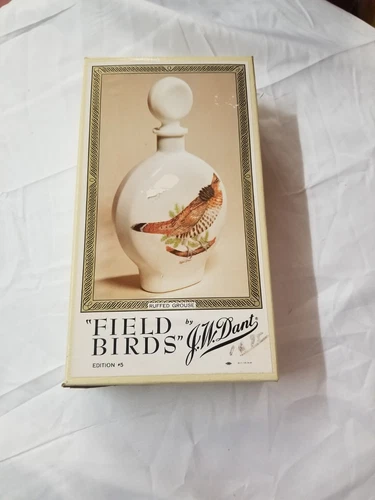 RUFFED GROUSE
"FIELD BIRDS" by J.W. Dant®
EDITION #5